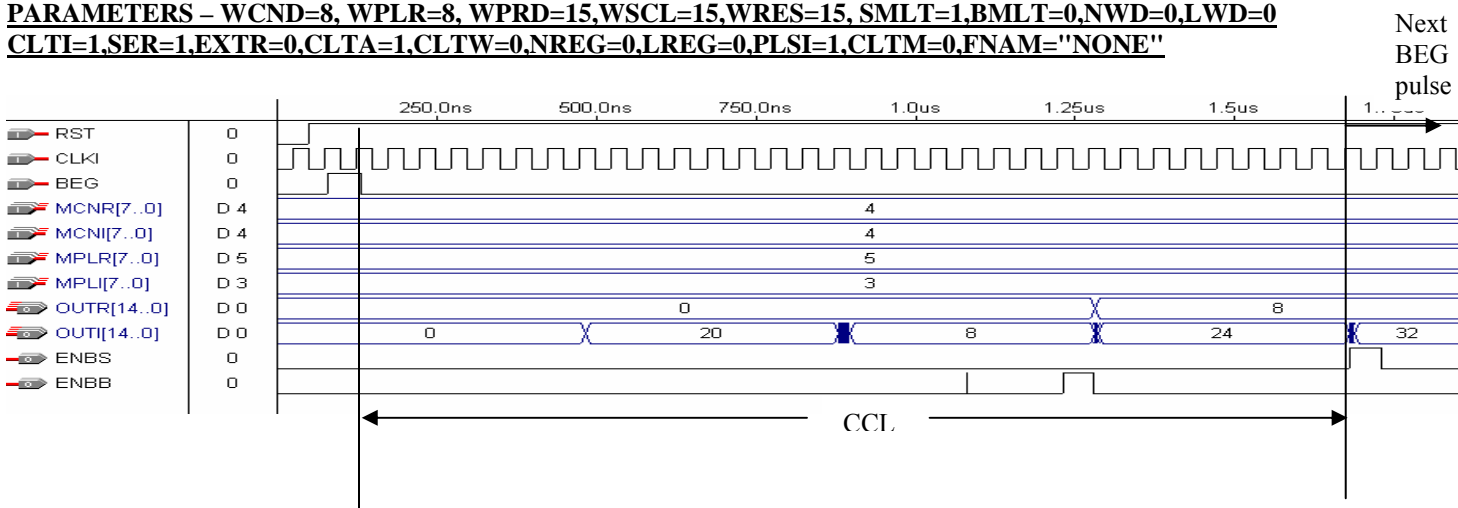 PARAMETERS – WCND=8, WPLR=8, WPRD=15,WSCL=15,WRES=15, SMLT=1,BMLT=0,NWD=0,LWD=0
CLTI=1,SER=1,EXTR=0,CLTA=1,CLTW=0,NREG=0,LREG=0,PLSI=1,CLTM=0,FNAM="NONE"
Next
BEG
pulse
250.0ns 500.0ns 750.0ns 1.0us 1.25us 1.5us
RST 0
CLKI 0
BEG 0
MCNR[7..0] D 4 4
MCNI[7..0] D 4 4
MPLR[7..0] D 5 5
MPLI[7..0] D 3 3
OUTR[14..0] D 0 0 8
OUTI[14..0] D 0 0 20 8 24 32
ENBS 0
ENBB 0
CCL